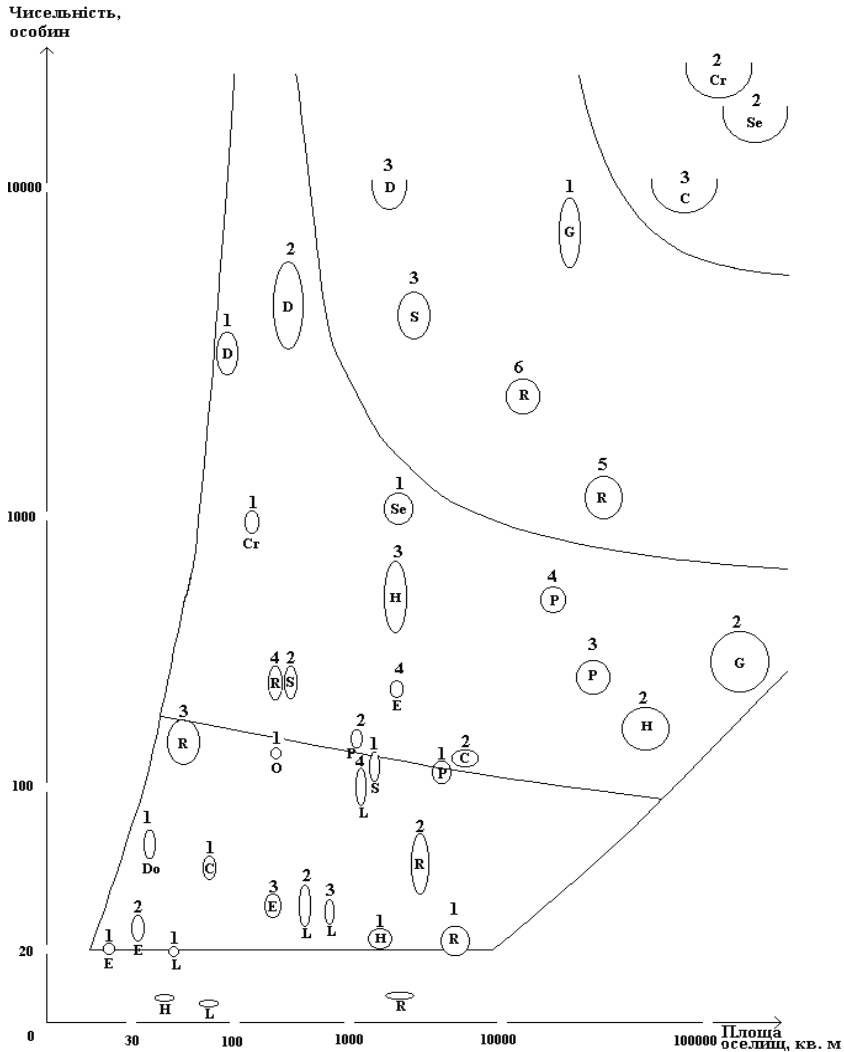 Чисельність,
особин
2
Cr
2
Se
3
D
3
C
10000
1
G
2
D
3
S
1
D
6
R
5
R
1
Se
1000
1
Cr
3
H
4
P
4
R
2
S
4
E
3
P
2
G
2
H
3
R
1
O
2
P
1
S
1
P
2
C
4
L
100
1
Do
1
C
2
R
3
E
2
L
3
L
2
E
1
H
1
R
20
1
E
1
L
H
L
R
0
30
100
1000
10000
100000
Площа
оселищ, кв. м